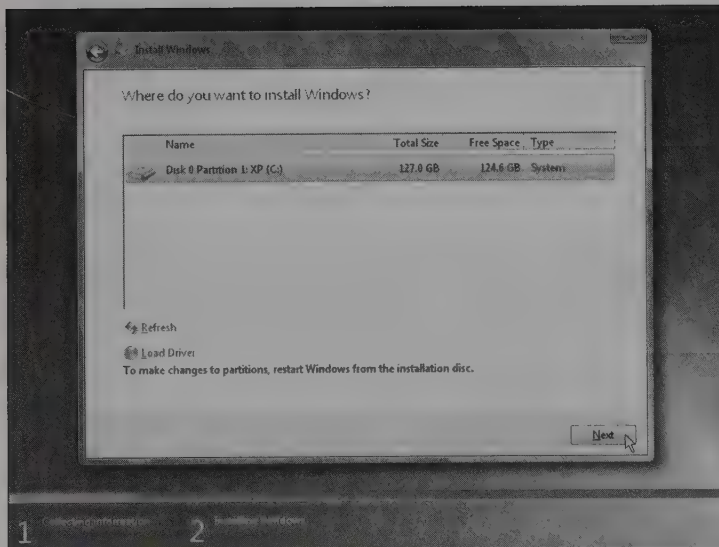 Install Windows
Where do you want to install Windows?
Name Total Size Free Space Type
Disk 0 Partition 1: XP (C:) 127.0 GB 124.6 GB System
Refresh
Load Driver
To make changes to partitions, restart Windows from the installation disc.
Next
1 2